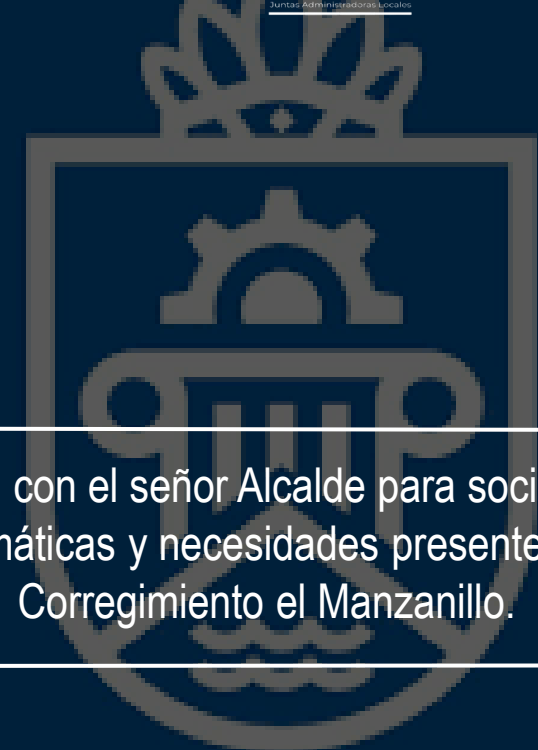 Juntas Administradoras Locales
con el señor Alcalde para soci
máticas y necesidades presente
Corregimiento el Manzanillo.